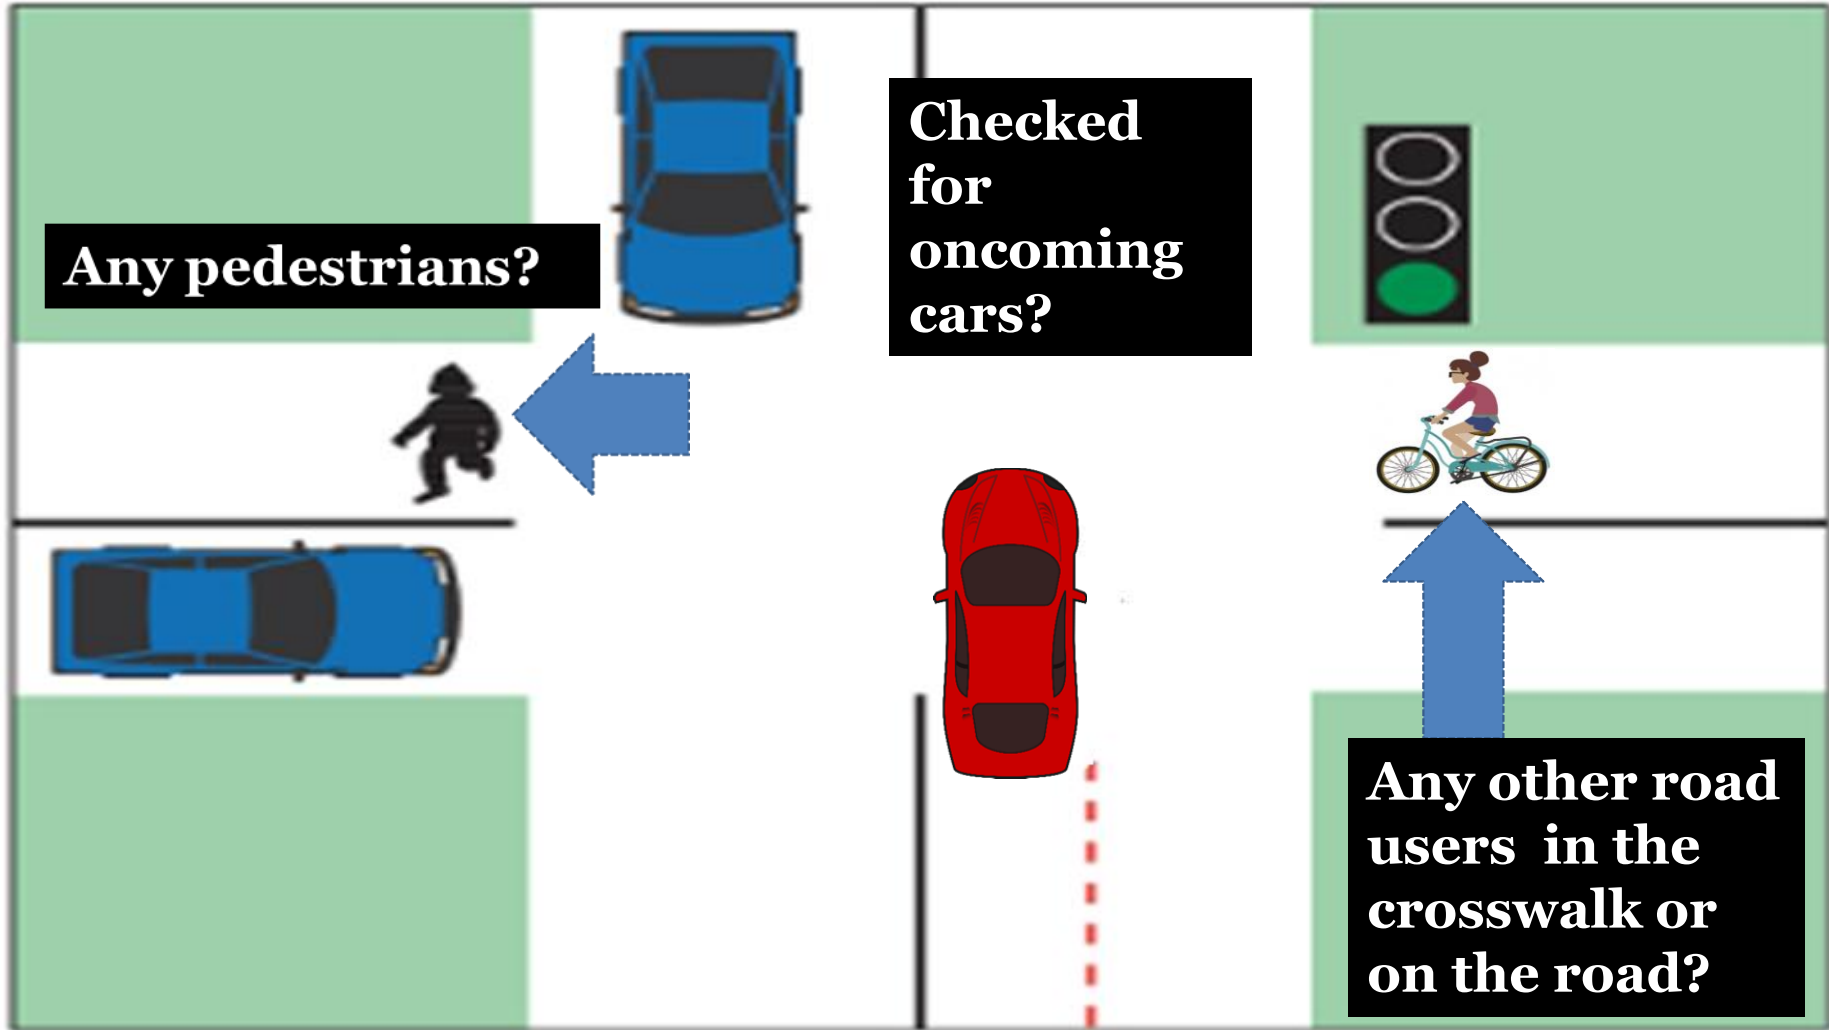 Any pedestrians?
Checked
for
oncoming
cars?
Any other road
users in the
crosswalk or
on the road?